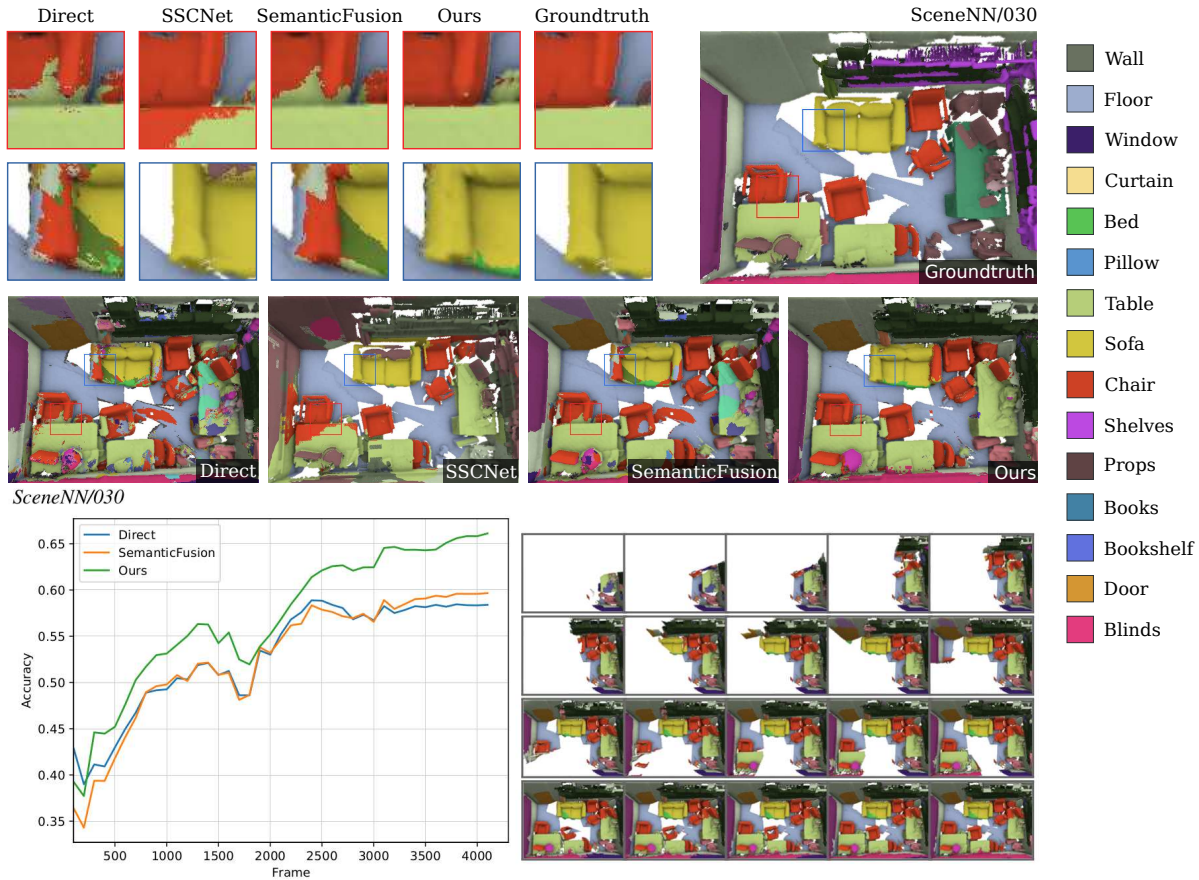 Direct SSCNet SemanticFusion Ours Groundtruth SceneNN/030
Groundtruth
Wall
Floor
Window
Curtain
Bed
Pillow
Table
Sofa
Chair
Shelves
Props
Books
Bookshelf
Door
Blinds
Direct SSCNet SemanticFusion Ours
SceneNN/030
Direct
SemanticFusion
Ours
Accuracy
0.65
0.60
0.55
0.50
0.45
0.40
0.35
500 1000 1500 2000 2500 3000 3500 4000
Frame